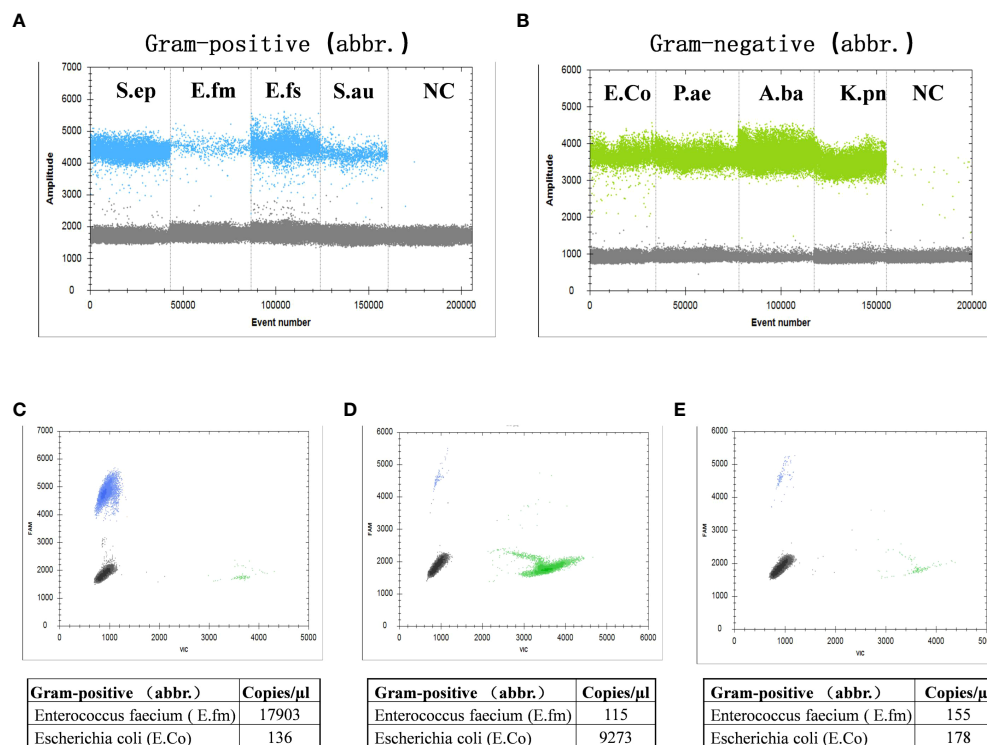 A
Gram-positive (abbr.)
7000
6000
5000
4000
3000
2000
1000
0
Amplitude
S.ep E.fm E.fs S.au NC
0 50000 100000 150000 200000
Event number
B
Gram-negative (abbr.)
6000
5000
4000
3000
2000
1000
0
Amplitude
E.Co P.ae A.ba K.pn NC
0 50000 100000 150000 200000
Event number
C
7000
6000
5000
4000
3000
2000
1000
0
FAM
0 1000 2000 3000 4000 5000
VIC
Gram-positive (abbr.) Copies/µl
Enterococcus faecium ( E.fm) 17903
Escherichia coli (E.Co) 136
D
6000
5000
4000
3000
2000
1000
0
FAM
0 1000 2000 3000 4000 5000 6000
VIC
Gram-positive (abbr.) Copies/µl
Enterococcus faecium ( E.fm) 115
Escherichia coli (E.Co) 9273
E
6000
5000
4000
3000
2000
1000
0
FAM
0 1000 2000 3000 4000
VIC
Gram-positive (abbr.)
Enterococcus faecium ( E.fm) 155
Escherichia coli (E.Co) 178